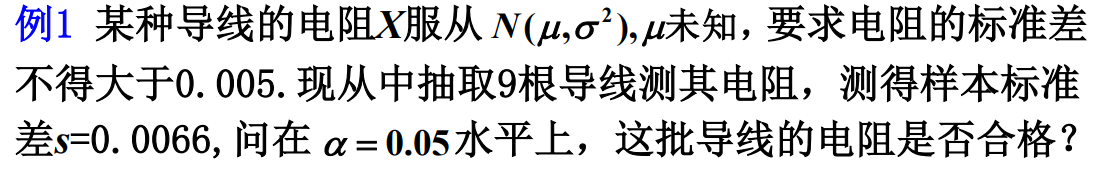 例1 某种导线的电阻X服从 N(μ,σ²),μ未知，要求电阻的标准差
不得大于0.005.现从中抽取9根导线测其电阻，测得样本标准
差s=0.0066,问在 α=0.05水平上，这批导线的电阻是否合格？